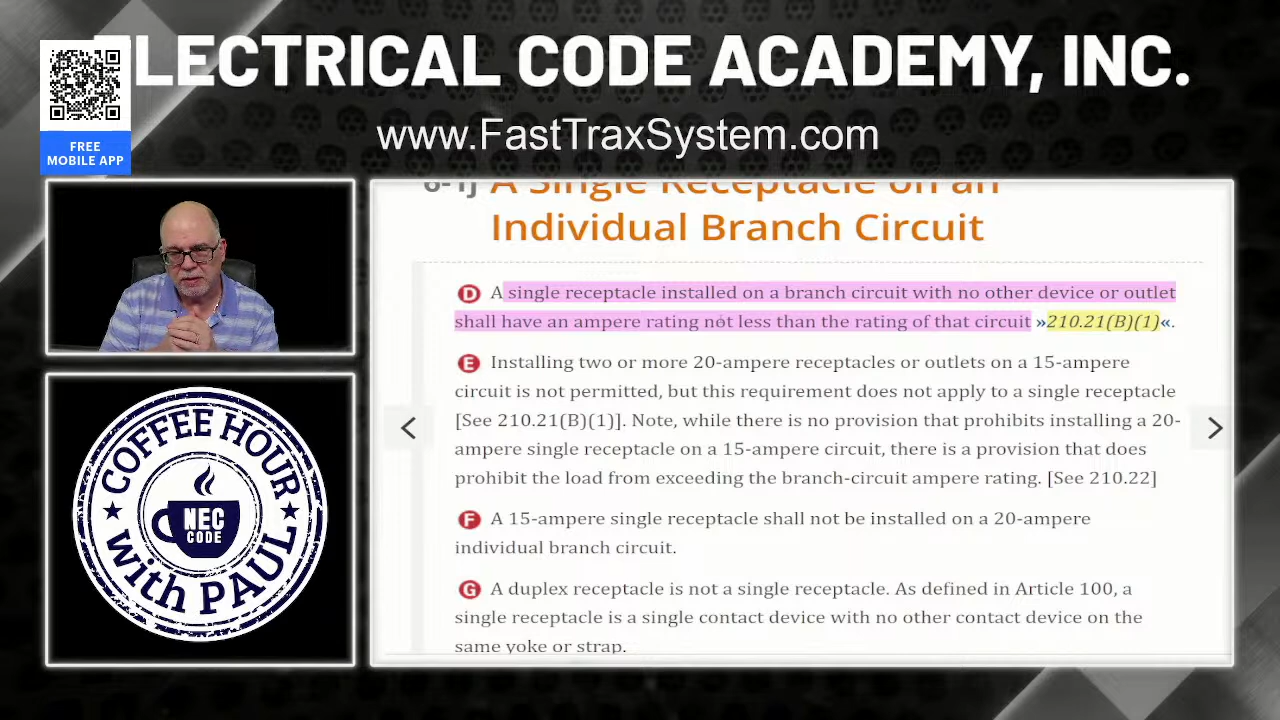 ELECTRICAL CODE ACADEMY, INC.
www.FastTraxSystem.com
FREE
MOBILE APP
6-1j A Single Receptacle on an
Individual Branch Circuit
D A single receptacle installed on a branch circuit with no other device or outlet
shall have an ampere rating not less than the rating of that circuit »210.21(B)(1)«.
E Installing two or more 20-ampere receptacles or outlets on a 15-ampere
circuit is not permitted, but this requirement does not apply to a single receptacle
[See 210.21(B)(1)]. Note, while there is no provision that prohibits installing a 20-
ampere single receptacle on a 15-ampere circuit, there is a provision that does
prohibit the load from exceeding the branch-circuit ampere rating. [See 210.22]
F A 15-ampere single receptacle shall not be installed on a 20-ampere
individual branch circuit.
G A duplex receptacle is not a single receptacle. As defined in Article 100, a
single receptacle is a single contact device with no other contact device on the
same yoke or strap.
COFFEE HOUR
NEC
CODE
with PAUL